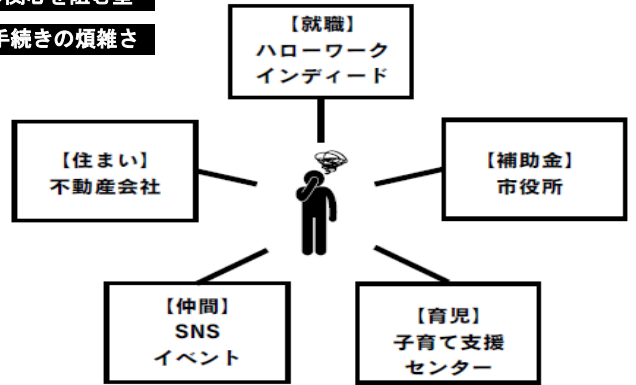 手続きの煩雑さ
【就職】
ハローワーク
インディード
【住まい】
不動産会社
【補助金】
市役所
【仲間】
SNS
イベント
【育児】
子育て支援
センター